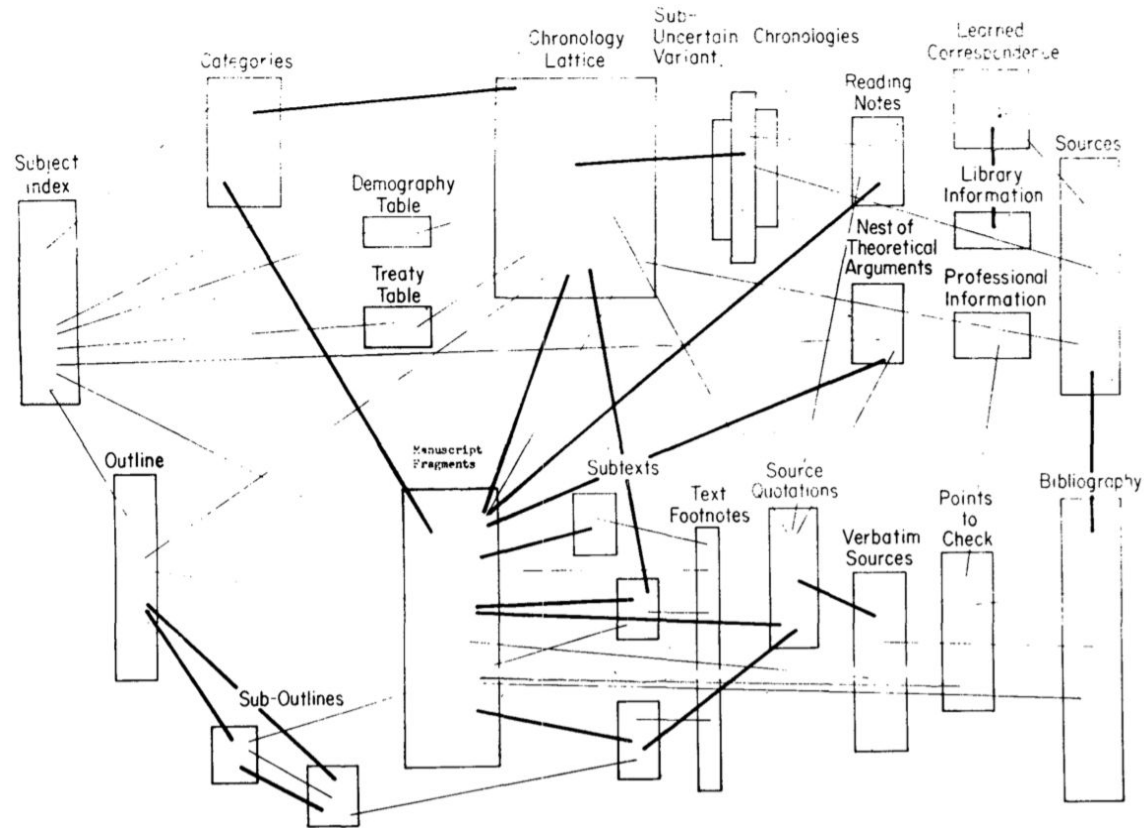 Categories
Chronology
Lattice
Sub-
Uncertain
Variant
Chronologies
Learned
Correspondence
Reading
Notes
Sources
Subject
Index
Demography
Table
Library
Information
Nest of
Theoretical
Arguments
Treaty
Table
Professional
Information
Outline
Manuscript
Fragments
Subtexts
Text
Footnotes
Source
Quotations
Points
to
Check
Bibliography
Verbatim
Sources
Sub-Outlines